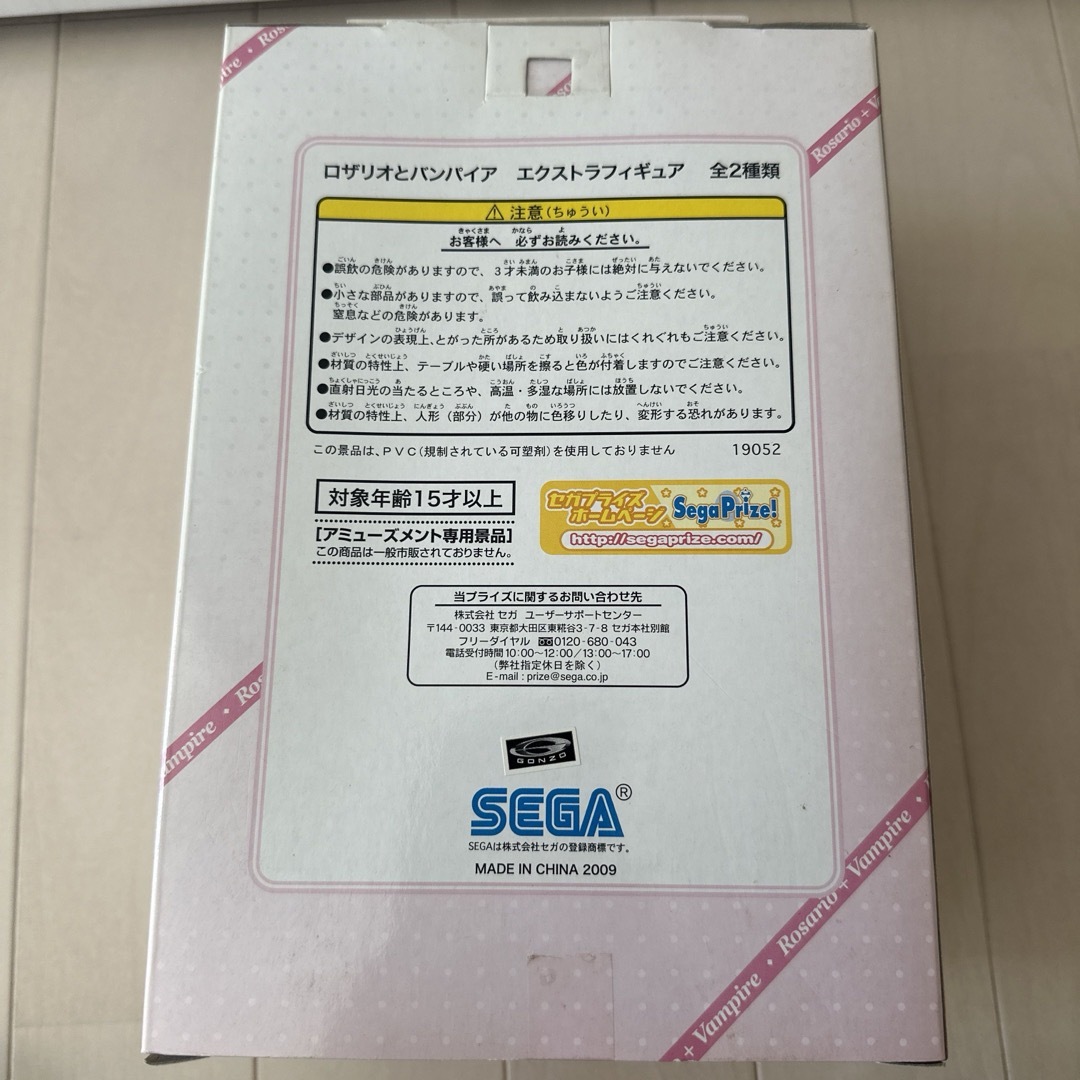 ire • Ros
Rosario + V
ロザリオとバンパイア エクストラフィギュア 全2種類
⚠ 注意(ちゅうい)
お客様へ 必ずお読みください。
●誤飲の危険がありますので、3才未満のお子様には絶対に与えないでください。
●小さな部品がありますので、誤って飲み込まないようご注意ください。
窒息などの危険があります。
●デザインの表現上、とがった所があるため取り扱いにはくれぐれもご注意ください。
●材質の特性上、テーブルや硬い場所を擦ると色が付着しますのでご注意ください。
●直射日光の当たるところや、高温・多湿な場所には放置しないでください。
●材質の特性上、人形(部分)が他の物に色移りしたり、変形する恐れがあります。
この景品は、PVC(規制されている可塑剤)を使用しておりません 19052
対象年齢15才以上
[アミューズメント専用景品]
この商品は一般市販されておりません。
セガプライズ
ホームページ
Sega Prize!
http://segaprize.com/
当プライズに関するお問い合わせ先
株式会社 セガ ユーザーサポートセンター
〒144-0033 東京都大田区東糀谷3-7-8 セガ本社別館
フリーダイヤル 0120-680-043
電話受付時間10:00〜12:00/13:00〜17:00
(弊社指定休日を除く)
E-mail : prize@sega.co.jp
mpire • Ros
GONZO
SEGA®
SEGAは株式会社セガの登録商標です。
MADE IN CHINA 2009
+ Vampire • Rosario + Vampire •